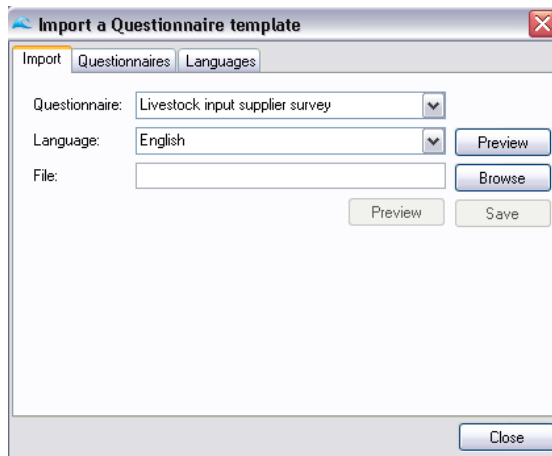 Import a Questionnaire template
Import Questionnaires Languages
Questionnaire: Livestock input supplier survey
Language: English Preview
File: Browse
Preview Save
Close